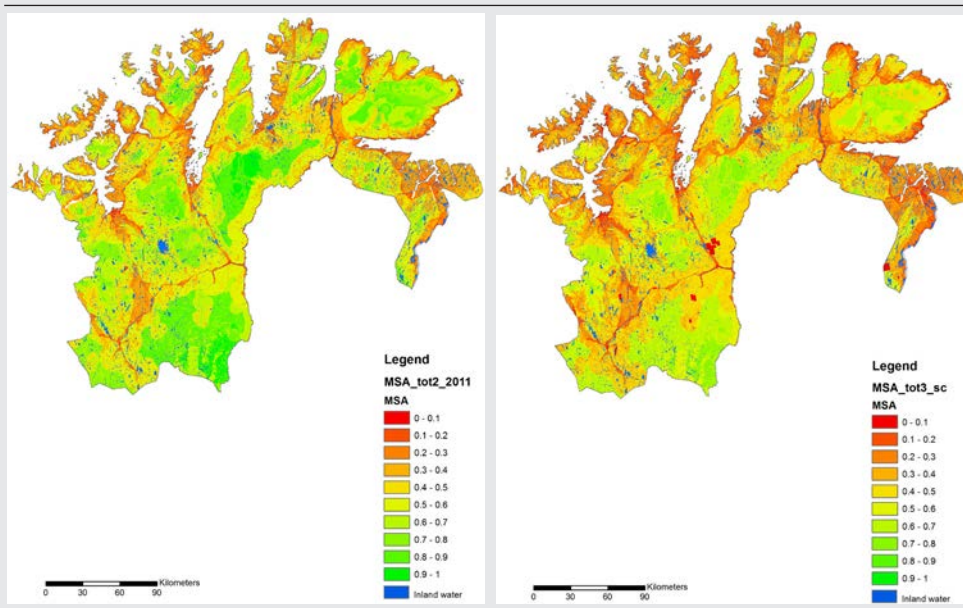 Legend
MSA_tot2_2011
MSA
0 - 0.1
0.1 - 0.2
0.2 - 0.3
0.3 - 0.4
0.4 - 0.5
0.5 - 0.6
0.6 - 0.7
0.7 - 0.8
0.8 - 0.9
0.9 - 1
Inland water
Kilometers
0 30 60 90
Legend
MSA_tot3_sc
MSA
0 - 0.1
0.1 - 0.2
0.2 - 0.3
0.3 - 0.4
0.4 - 0.5
0.5 - 0.6
0.6 - 0.7
0.7 - 0.8
0.8 - 0.9
0.9 - 1
Inland water
Kilometers
0 30 60 90